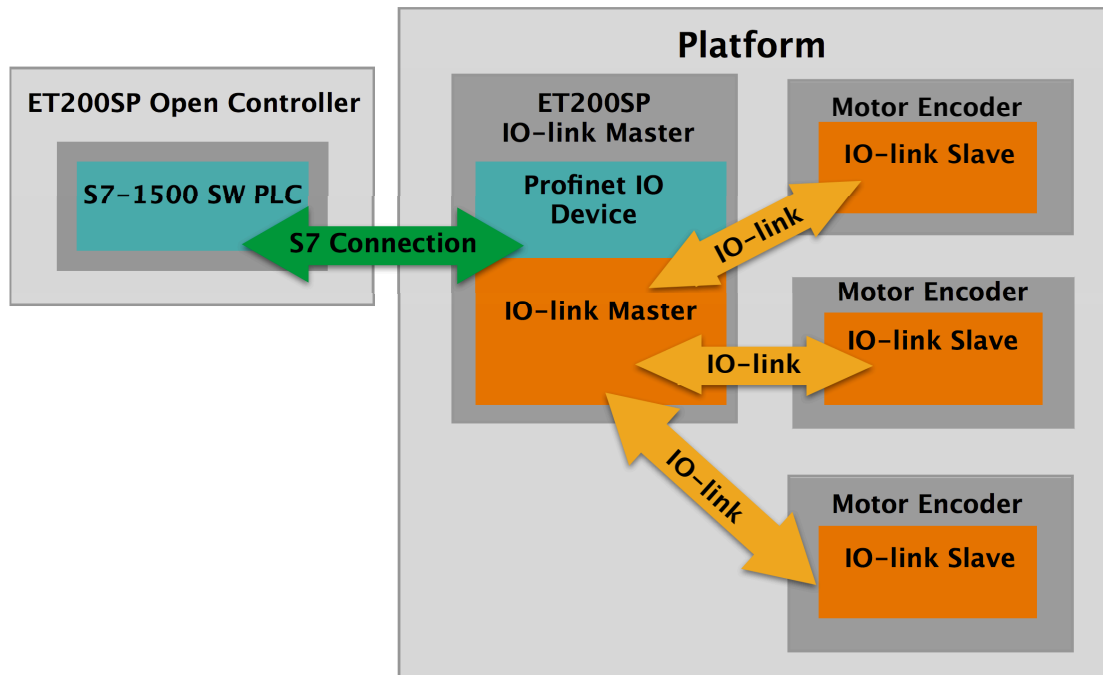 Platform
ET200SP Open Controller
S7-1500 SW PLC
S7 Connection
ET200SP
IO-link Master
Profinet IO
Device
IO-link Master
IO-link
Motor Encoder
IO-link Slave
IO-link
Motor Encoder
IO-link Slave
IO-link
Motor Encoder
IO-link Slave